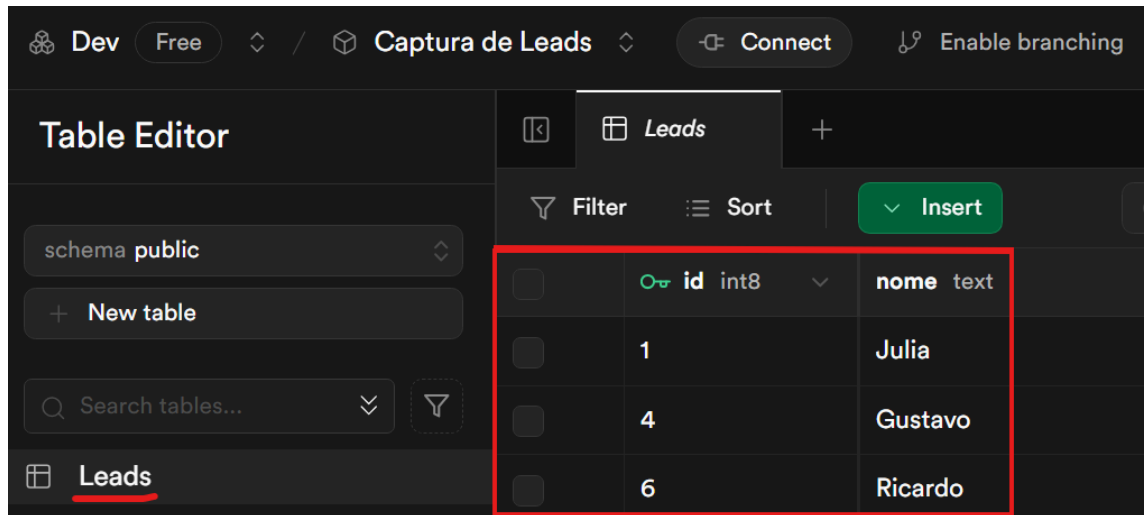 Dev Free / Captura de Leads Connect Enable branching
Table Editor
Leads
Filter Sort Insert
schema public
New table
Search tables...
Leads
id int8 nome text
1 Julia
4 Gustavo
6 Ricardo